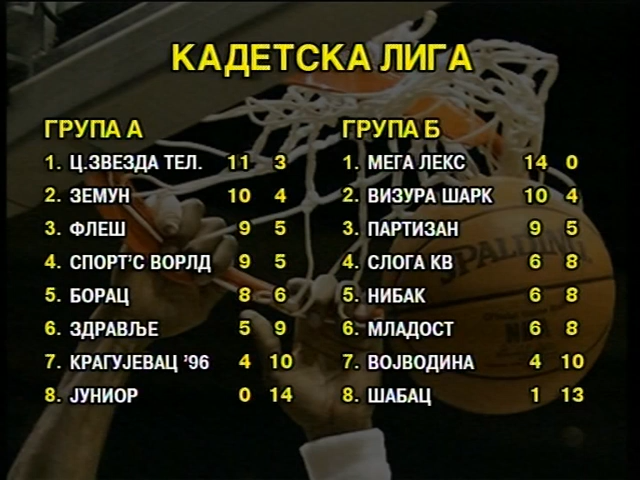 КАДЕТСКА ЛИГА
ГРУПА А
1. Ц.ЗВЕЗДА ТЕЛ. 11 3
2. ЗЕМУН 10 4
3. ФЛЕШ 9 5
4. СПОРТ'С ВОРЛД 9 5
5. БОРАЦ 8 6
6. ЗДРАВЉЕ 5 9
7. КРАГУЈЕВАЦ '96 4 10
8. ЈУНИОР 0 14
ГРУПА Б
1. МЕГА ЛЕКС 14 0
2. ВИЗУРА ШАРК 10 4
3. ПАРТИЗАН 9 5
4. СЛОГА КВ 6 8
5. НИБАК 6 8
6. МЛАДОСТ 6 8
7. ВОЈВОДИНА 4 10
8. ШАБАЦ 1 13
SPALDING